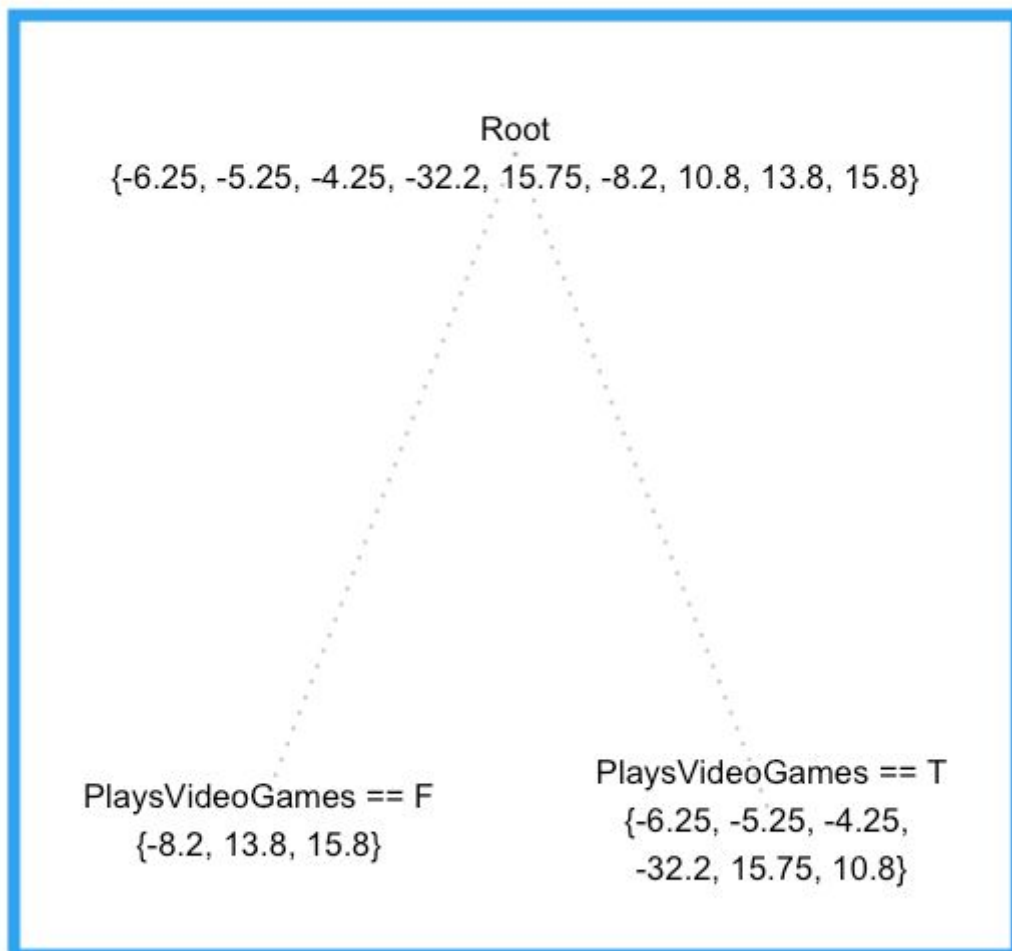 Root
{-6.25, -5.25, -4.25, -32.2, 15.75, -8.2, 10.8, 13.8, 15.8}
PlaysVideoGames == F
{-8.2, 13.8, 15.8}
PlaysVideoGames == T
{-6.25, -5.25, -4.25,
-32.2, 15.75, 10.8}